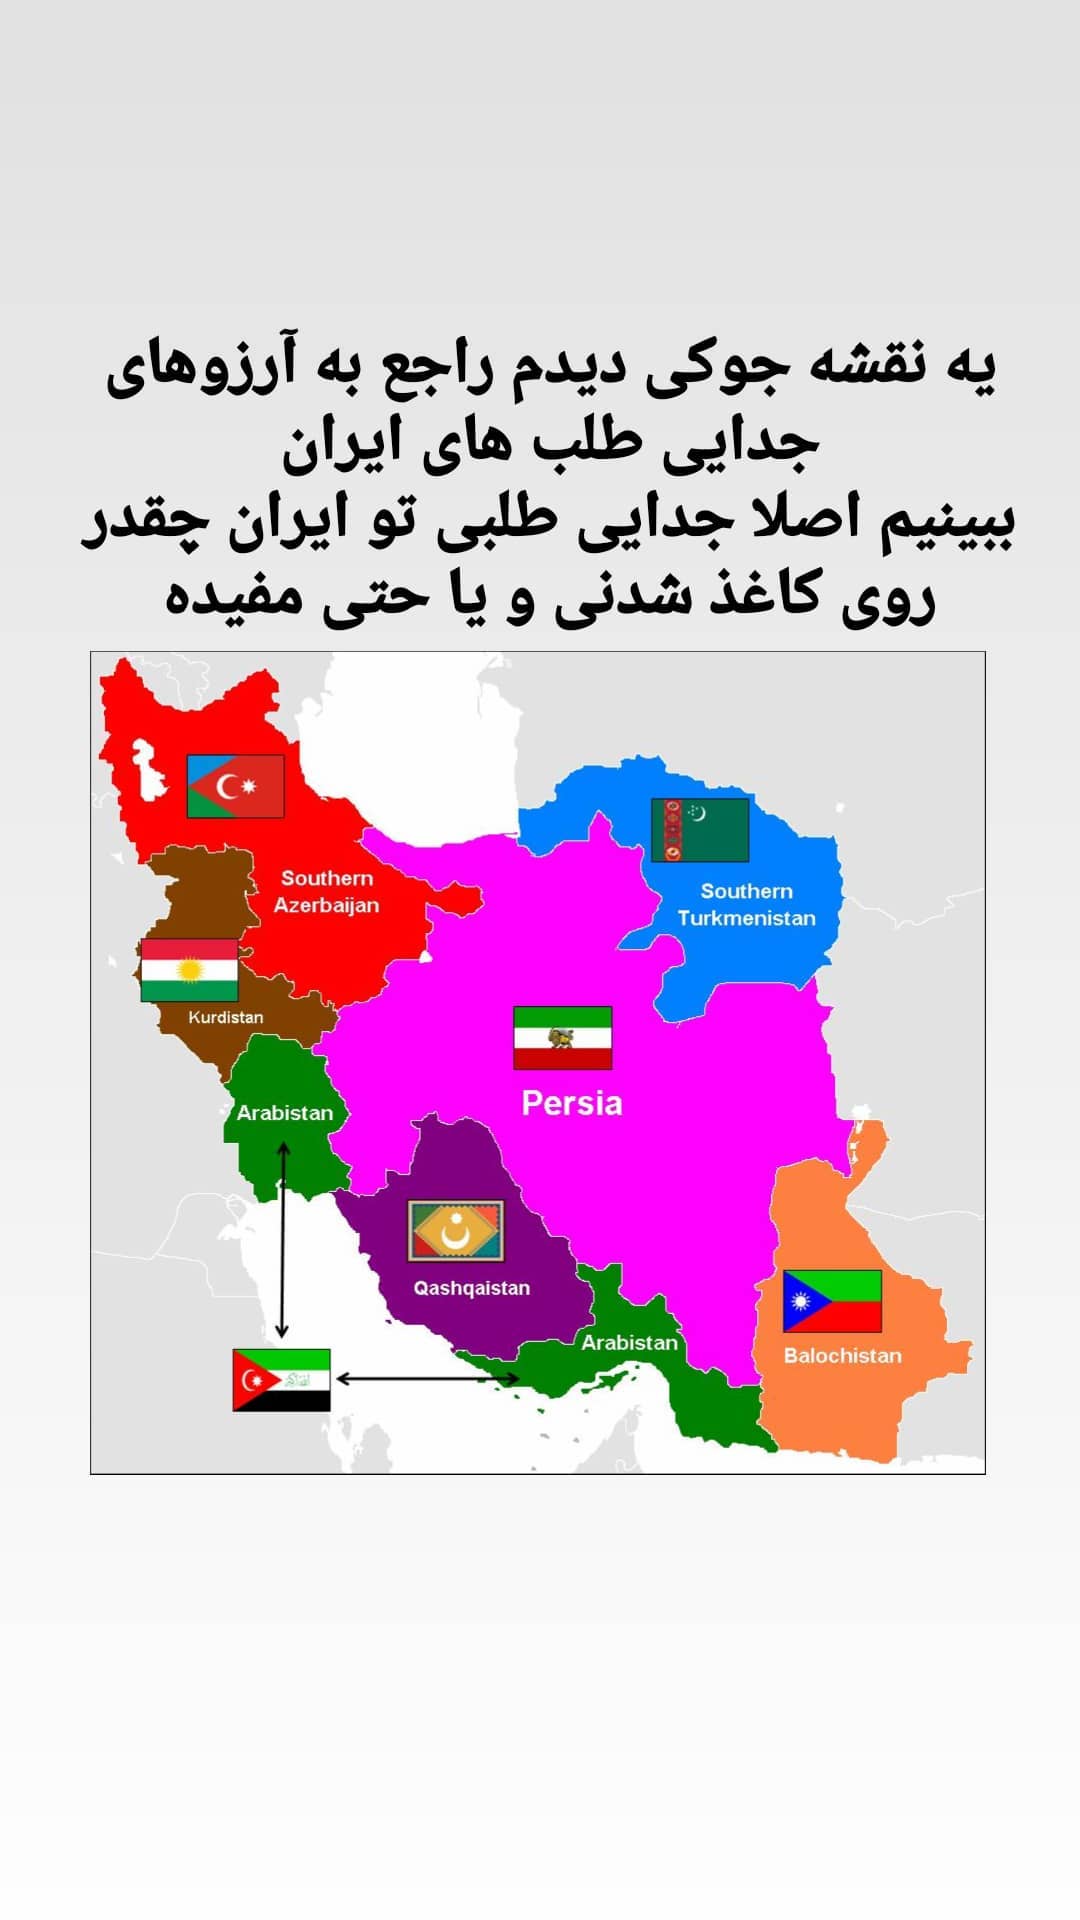 یه نقشه جوکی دیدم راجع به آرزوهای
جدایی طلب های ایران
ببینیم اصلا جدایی طلبی تو ایران چقدر
روی کاغذ شدنی و یا حتی مفیده
Southern
Azerbaijan
Southern
Turkmenistan
Kurdistan
Persia
Arabistan
Qashqaistan
Arabistan
Balochistan